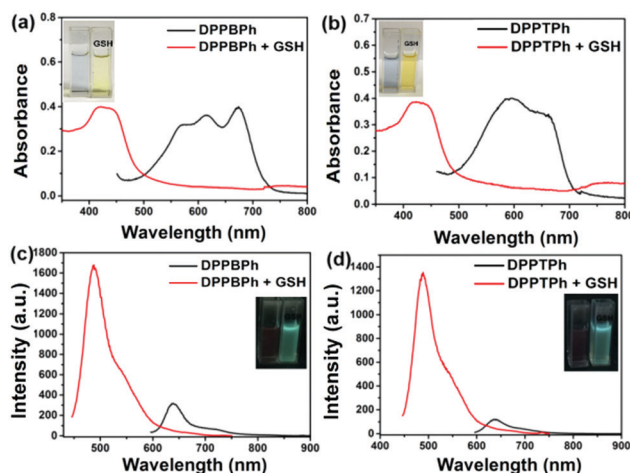 (a)
DPPBPh
DPPBPh + GSH
GSH
Absorbance
0.8
0.6
0.4
0.2
0.0
400 500 600 700 800
Wavelength (nm)
(b)
DPPTPh
DPPTPh + GSH
GSH
Absorbance
0.7
0.6
0.5
0.4
0.3
0.2
0.1
0.0
400 500 600 700 800
Wavelength (nm)
(c)
DPPBPh
DPPBPh + GSH
Intensity (a.u.)
1800
1600
1400
1200
1000
800
600
400
200
0
500 600 700 800 900
Wavelength (nm)
(d)
DPPTPh
DPPTPh + GSH
Intensity (a.u.)
1400
1200
1000
800
600
400
200
0
400 500 600 700 800 900
Wavelength (nm)